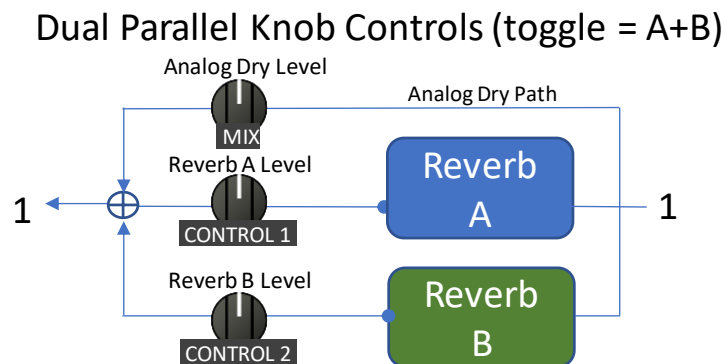 Dual Parallel Knob Controls (toggle = A+B)
Analog Dry Level
Analog Dry Path
MIX
Reverb A Level
Reverb
A
1
1
CONTROL 1
Reverb B Level
Reverb
B
CONTROL 2